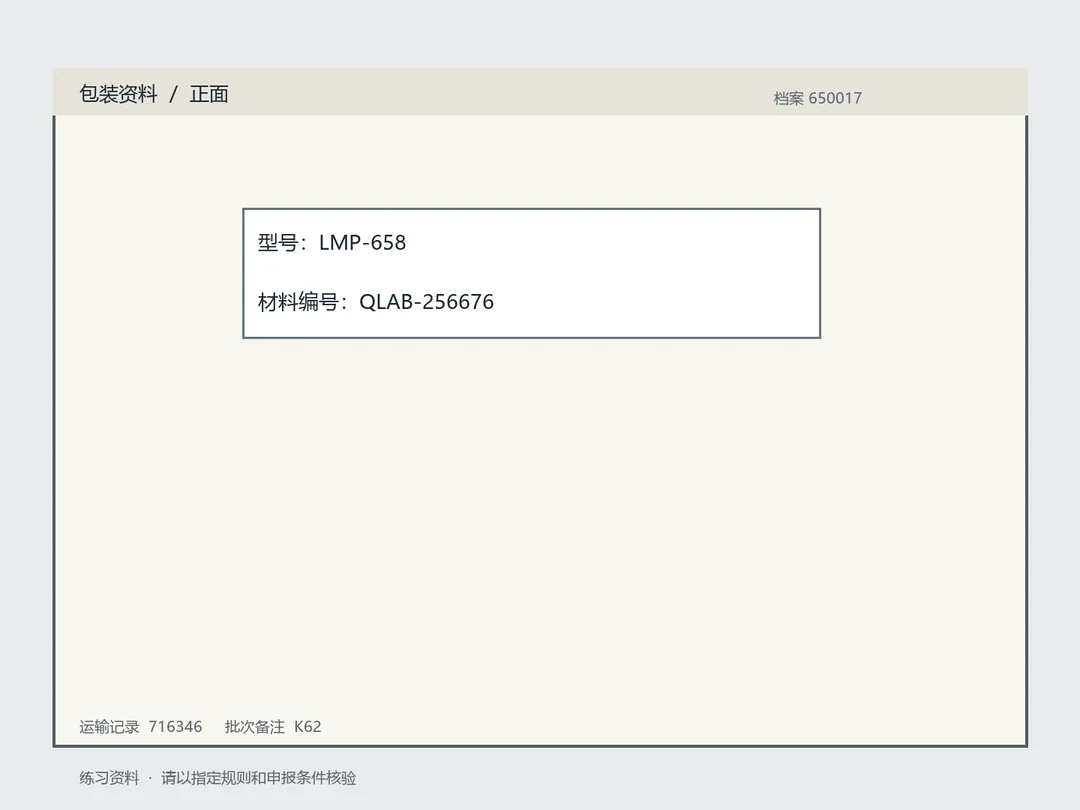 包装资料 / 正面
档案 650017
型号：LMP-658
材料编号：QLAB-256676
运输记录 716346 批次备注 K62
练习资料 · 请以指定规则和申报条件核验